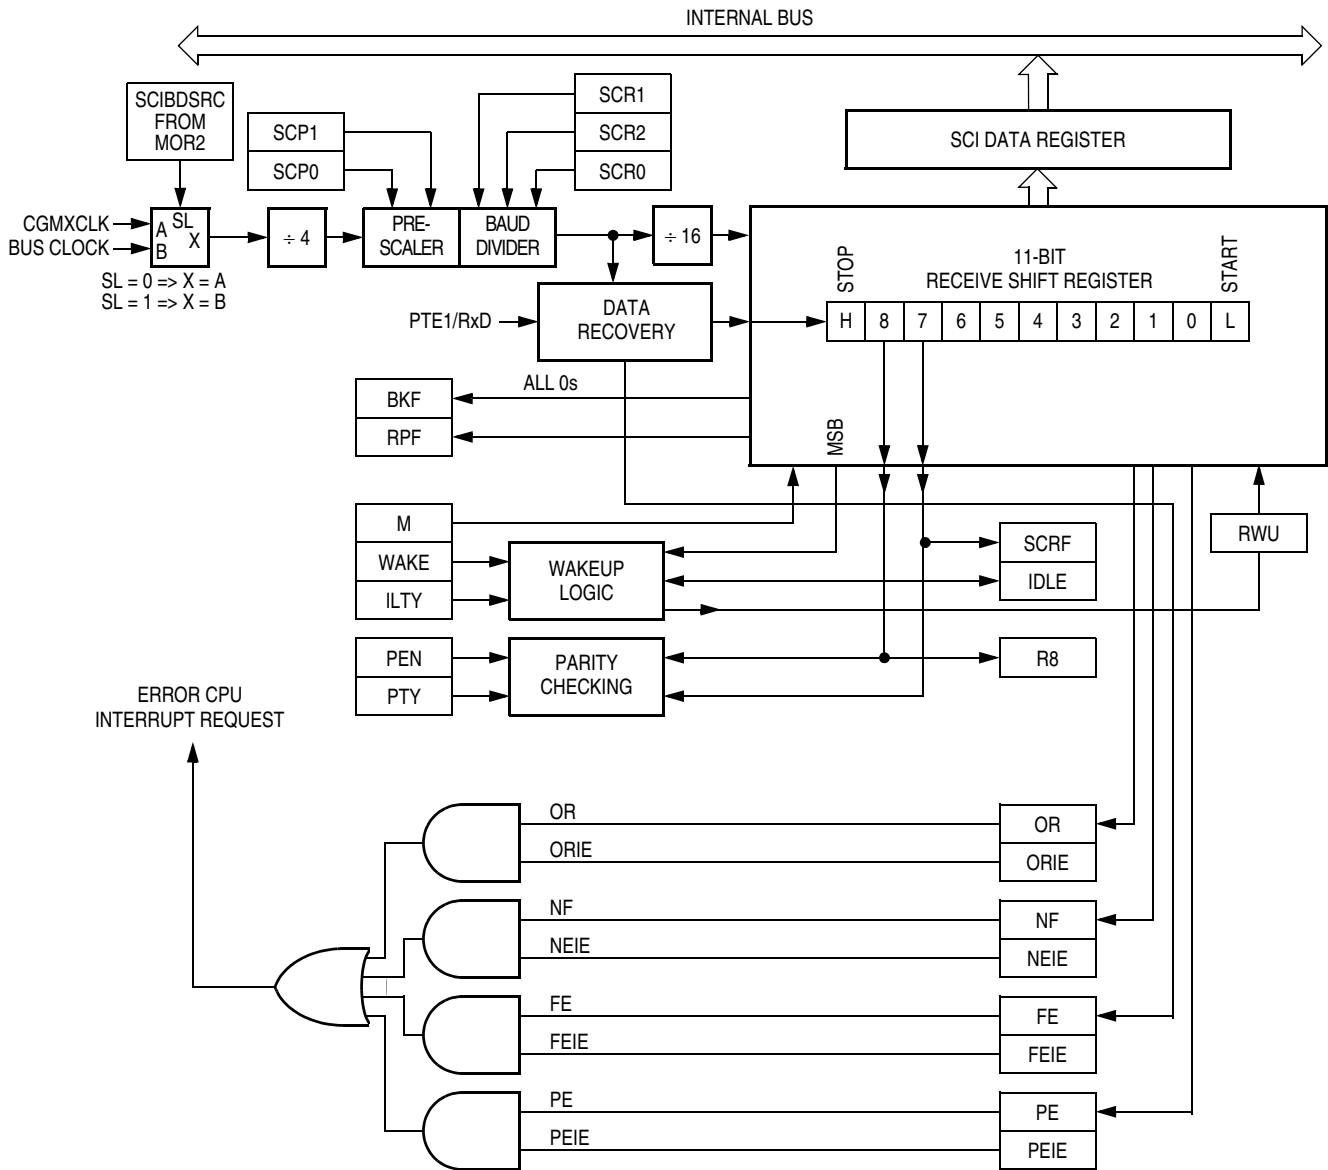 INTERNAL BUS
SCIBDSRC
FROM
MOR2
SCP1
SCP0
SCR1
SCR2
SCR0
SCI DATA REGISTER
CGMXCLK
BUS CLOCK
A
B
SL
X
÷ 4
PRE-
SCALER
BAUD
DIVIDER
÷ 16
SL = 0 => X = A
SL = 1 => X = B
PTE1/RxD
DATA
RECOVERY
STOP
11-BIT
RECEIVE SHIFT REGISTER
START
H 8 7 6 5 4 3 2 1 0 L
ALL 0s
BKF
RPF
MSB
M
WAKE
ILTY
WAKEUP
LOGIC
SCRF
IDLE
RWU
PEN
PTY
PARITY
CHECKING
R8
ERROR CPU
INTERRUPT REQUEST
OR
ORIE
OR
ORIE
NF
NEIE
NF
NEIE
FE
FEIE
FE
FEIE
PE
PEIE
PE
PEIE